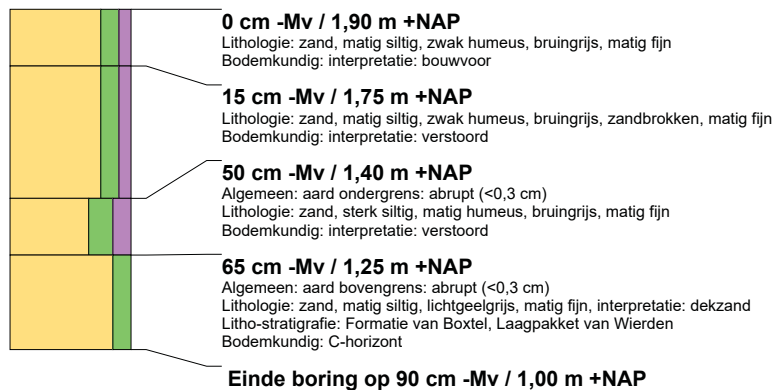 0 cm -Mv / 1,90 m +NAP
Lithologie: zand, matig siltig, zwak humeus, bruingrijs, matig fijn
Bodemkundig: interpretatie: bouwvoor
15 cm -Mv / 1,75 m +NAP
Lithologie: zand, matig siltig, zwak humeus, bruingrijs, zandbrokken, matig fijn
Bodemkundig: interpretatie: verstoord
50 cm -Mv / 1,40 m +NAP
Algemeen: aard ondergrens: abrupt (<0,3 cm)
Lithologie: zand, sterk siltig, matig humeus, bruingrijs, matig fijn
Bodemkundig: interpretatie: verstoord
65 cm -Mv / 1,25 m +NAP
Algemeen: aard bovengrens: abrupt (<0,3 cm)
Lithologie: zand, matig siltig, lichtgeelgrijs, matig fijn, interpretatie: dekzand
Litho-stratigrafie: Formatie van Boxtel, Laagpakket van Wierden
Bodemkundig: C-horizont
Einde boring op 90 cm -Mv / 1,00 m +NAP